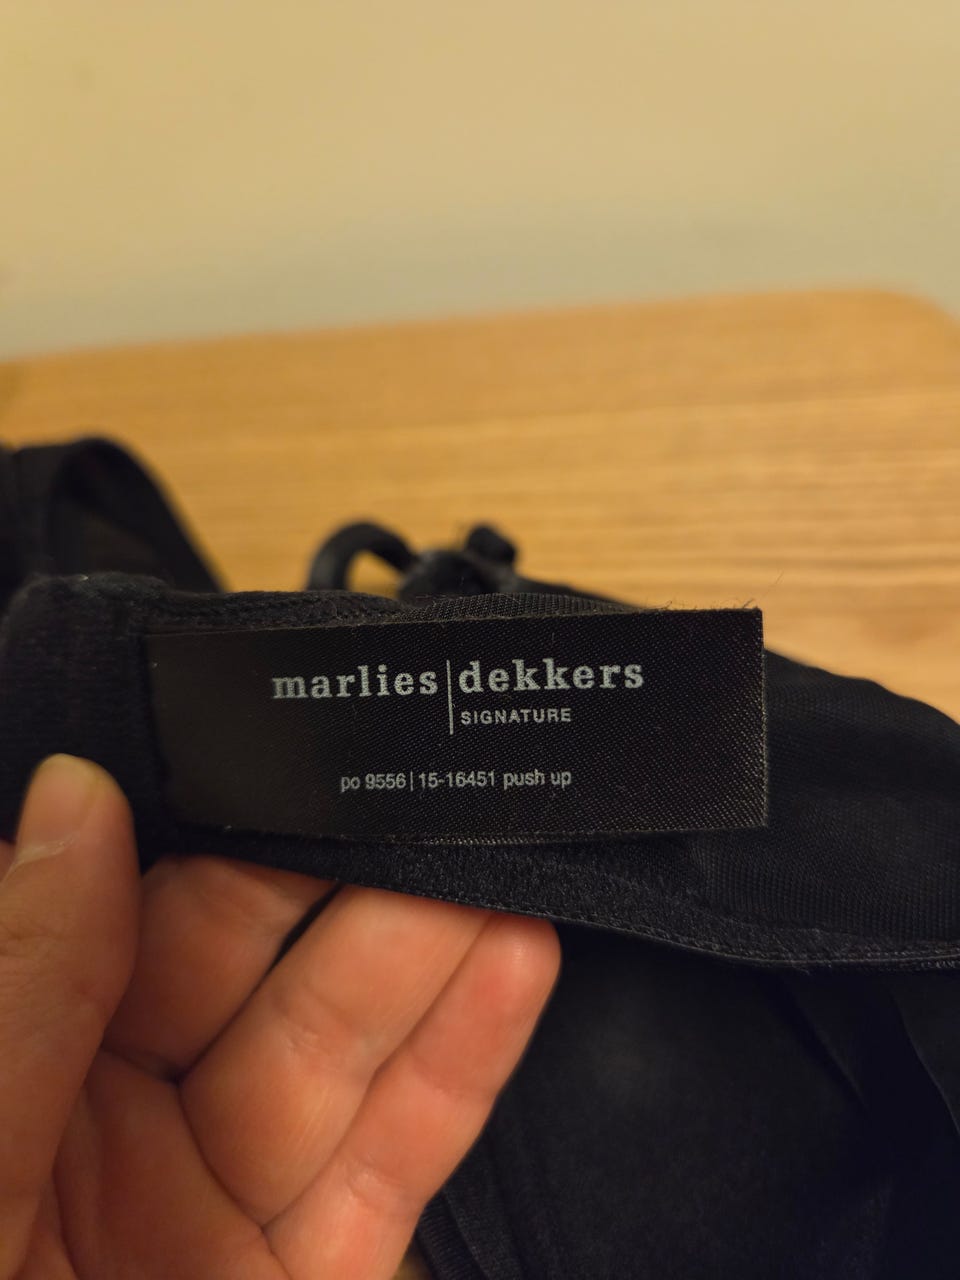 marlies|dekkers
SIGNATURE
po 9556|15-16451 push up